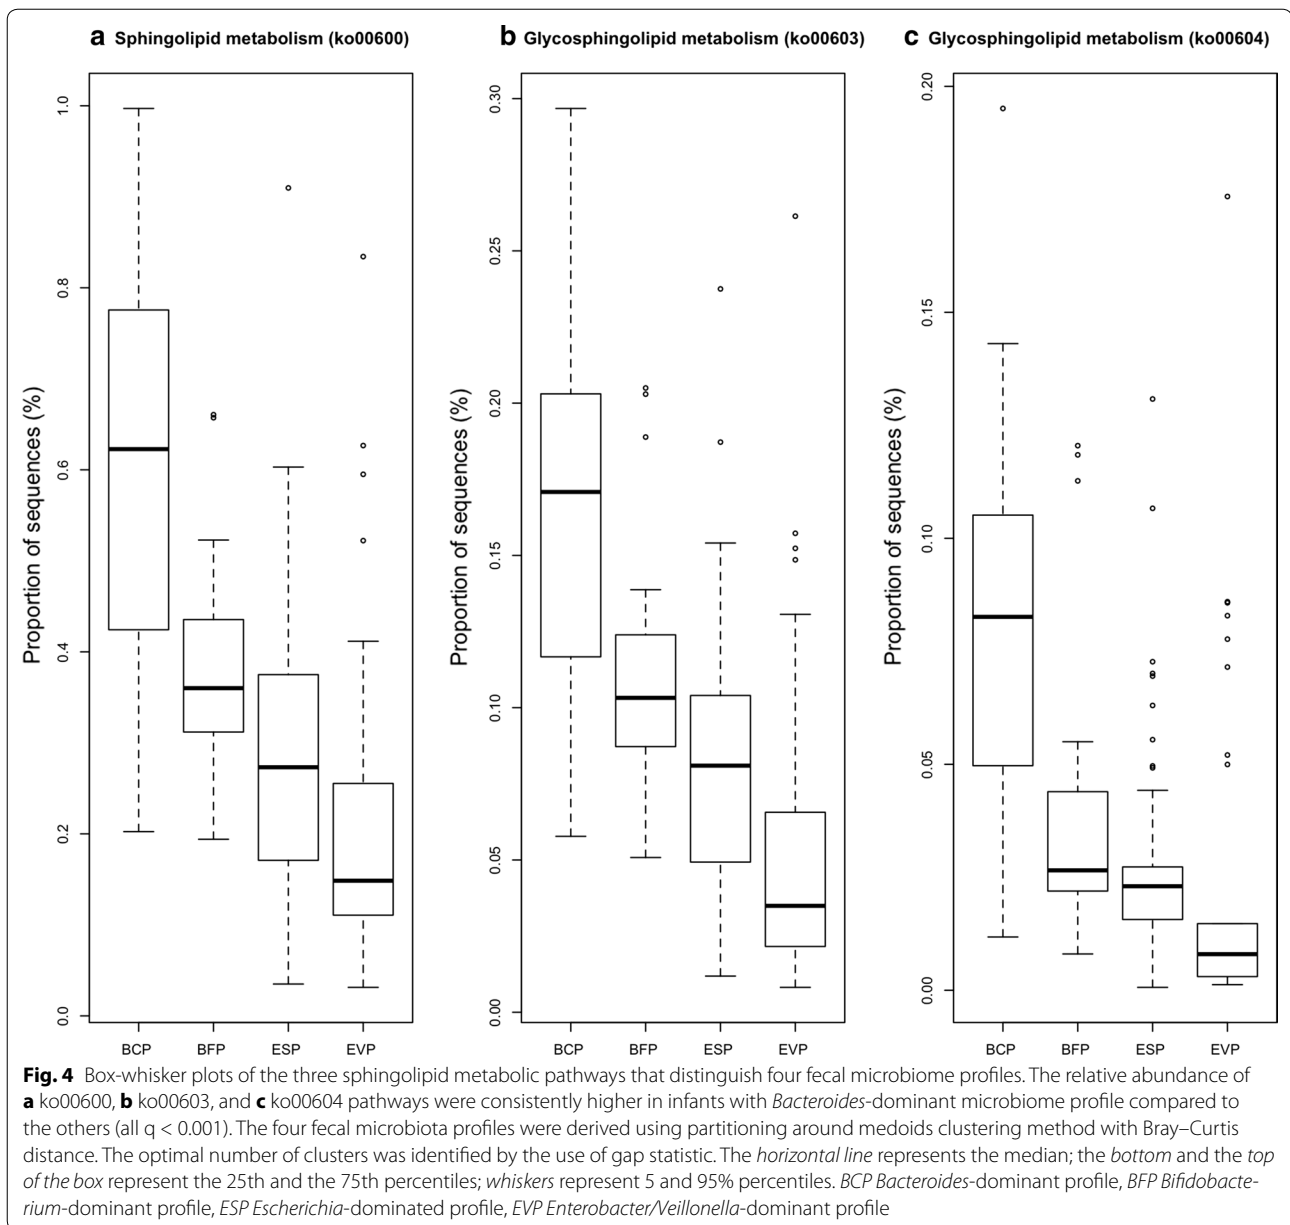 a Sphingolipid metabolism (ko00600)
b Glycosphingolipid metabolism (ko00603)
c Glycosphingolipid metabolism (ko00604)
Proportion of sequences (%)
1.0
0.8
0.6
0.4
0.2
0.0
BCP BFP ESP EVP
Proportion of sequences (%)
0.30
0.25
0.20
0.15
0.10
0.05
0.00
BCP BFP ESP EVP
Proportion of sequences (%)
0.20
0.15
0.10
0.05
0.00
BCP BFP ESP EVP
Fig. 4 Box-whisker plots of the three sphingolipid metabolic pathways that distinguish four fecal microbiome profiles. The relative abundance of
a ko00600, b ko00603, and c ko00604 pathways were consistently higher in infants with Bacteroides-dominant microbiome profile compared to
the others (all q < 0.001). The four fecal microbiota profiles were derived using partitioning around medoids clustering method with Bray–Curtis
distance. The optimal number of clusters was identified by the use of gap statistic. The horizontal line represents the median; the bottom and the top
of the box represent the 25th and the 75th percentiles; whiskers represent 5 and 95% percentiles. BCP Bacteroides-dominant profile, BFP Bifidobacte-
rium-dominant profile, ESP Escherichia-dominated profile, EVP Enterobacter/Veillonella-dominant profile